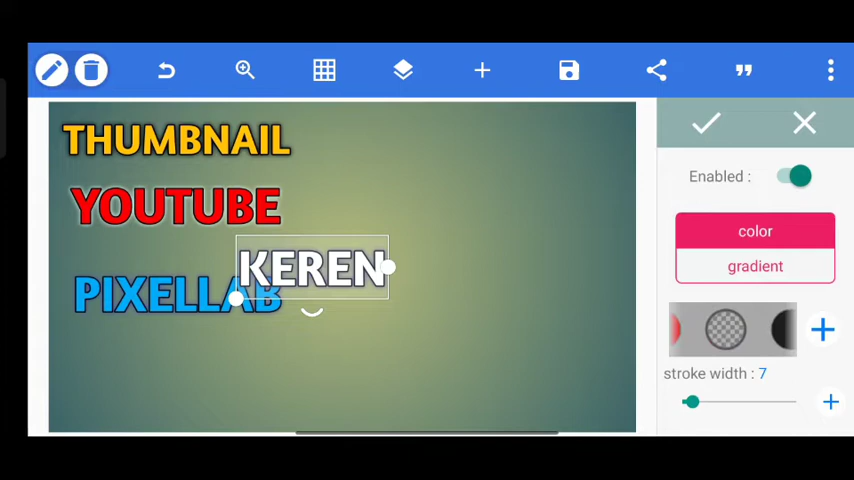 THUMBNAIL
YOUTUBE
KEREN
PIXELLAB
Enabled :
color
gradient
stroke width : 7